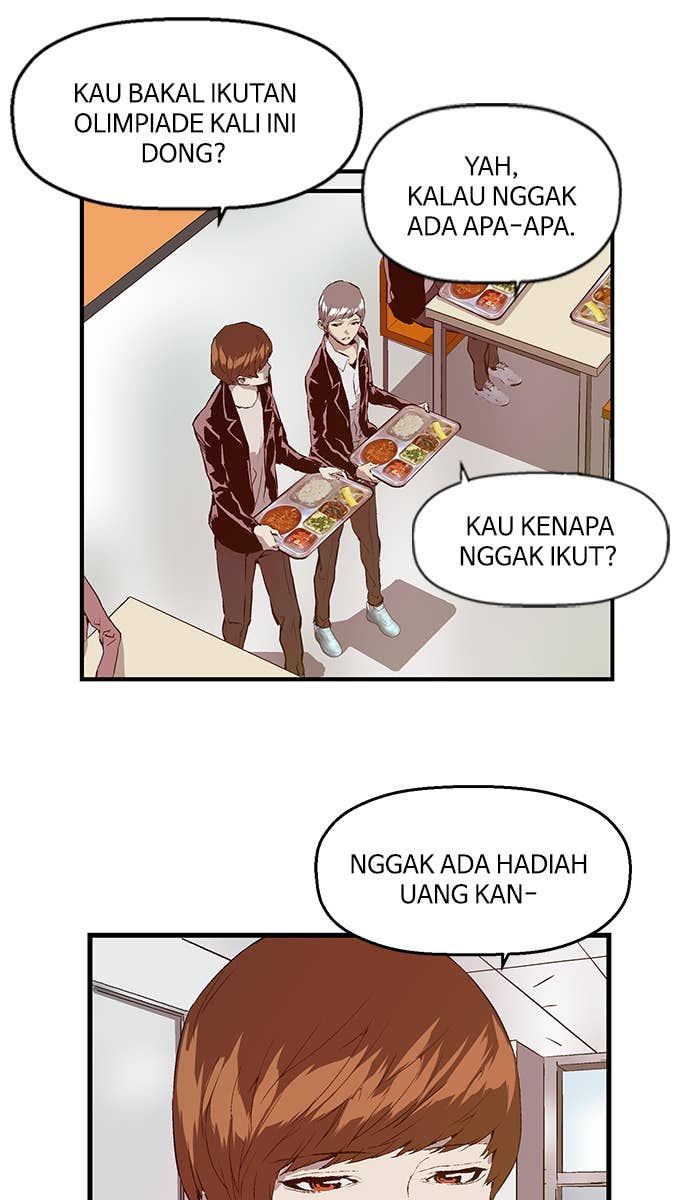 KAU BAKAL IKUTAN
OLIMPIADE KALI INI
DONG?
YAH,
KALAU NGGAK
ADA APA-APA.
KAU KENAPA
NGGAK IKUT?
NGGAK ADA HADIAH
UANG KAN-